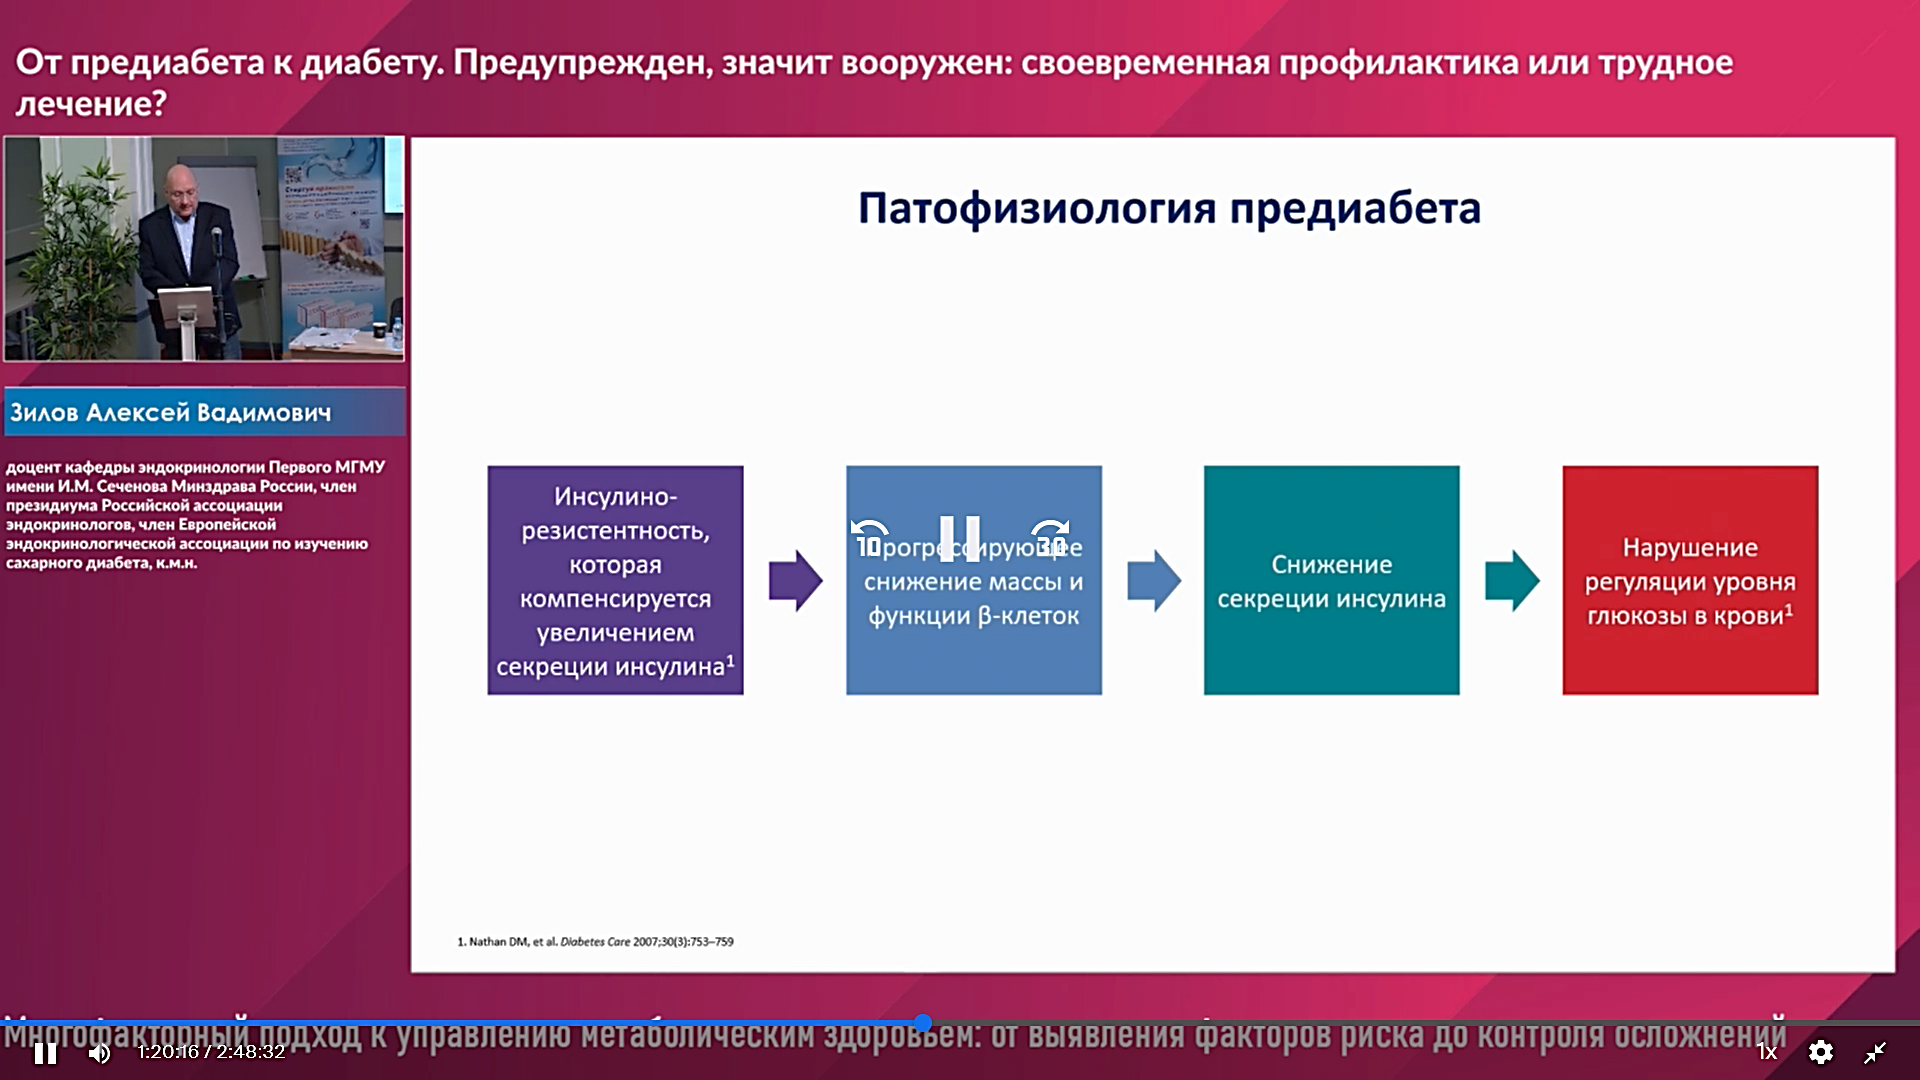 От предиабета к диабету. Предупрежден, значит вооружен: своевременная профилактика или трудное
лечение?
Зилов Алексей Вадимович
доцент кафедры эндокринологии Первого МГМУ
имени И.М. Сеченова Минздрава России, член
президиума Российской ассоциации
эндокринологов, член Европейской
эндокринологической ассоциации по изучению
сахарного диабета, к.м.н.
Патофизиология предиабета
Инсулино-
резистентность,
которая
компенсируется
увеличением
секреции инсулина¹
Прогрессирующее
снижение массы и
функции β-клеток
10
30
Снижение
секреции инсулина
Нарушение
регуляции уровня
глюкозы в крови¹
1. Nathan DM, et al. Diabetes Care 2007;30(3):753–759
Многофакторный подход к управлению метаболическим здоровьем: от выявления факторов риска до контроля осложнений
1:20:16 / 2:48:32
1x